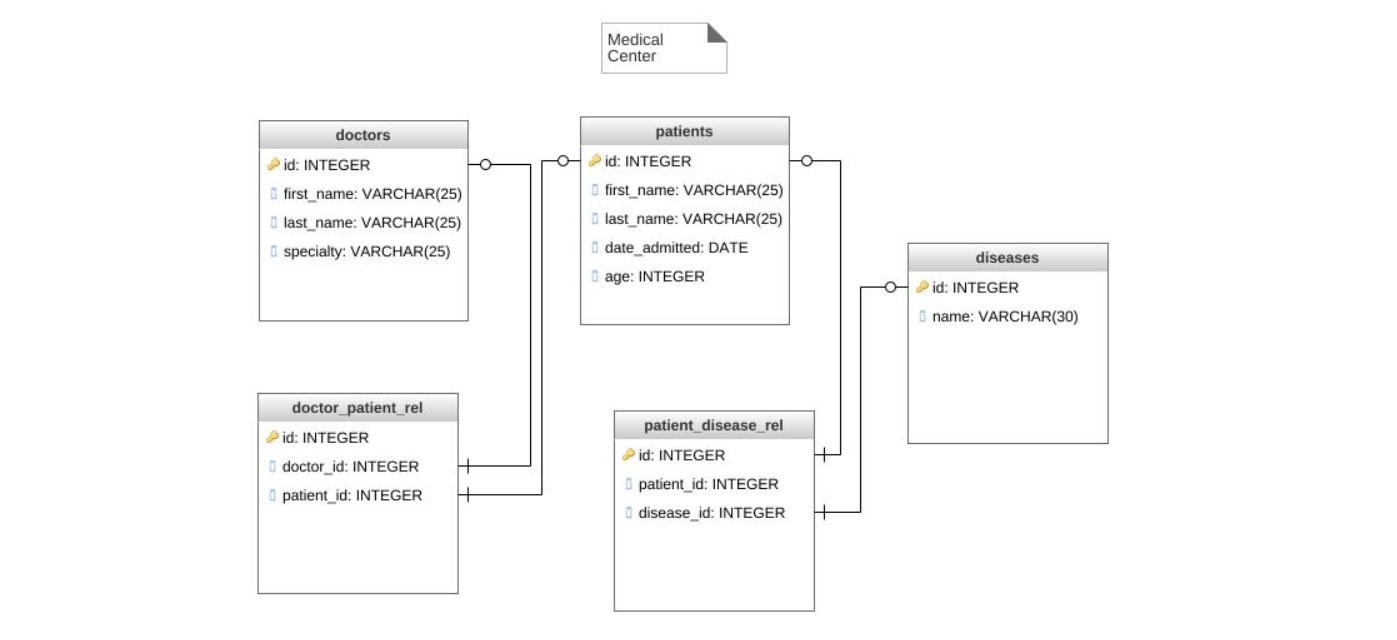 Medical
Center
doctors
id: INTEGER
first_name: VARCHAR(25)
last_name: VARCHAR(25)
specialty: VARCHAR(25)
patients
id: INTEGER
first_name: VARCHAR(25)
last_name: VARCHAR(25)
date_admitted: DATE
age: INTEGER
diseases
id: INTEGER
name: VARCHAR(30)
doctor_patient_rel
id: INTEGER
doctor_id: INTEGER
patient_id: INTEGER
patient_disease_rel
id: INTEGER
patient_id: INTEGER
disease_id: INTEGER